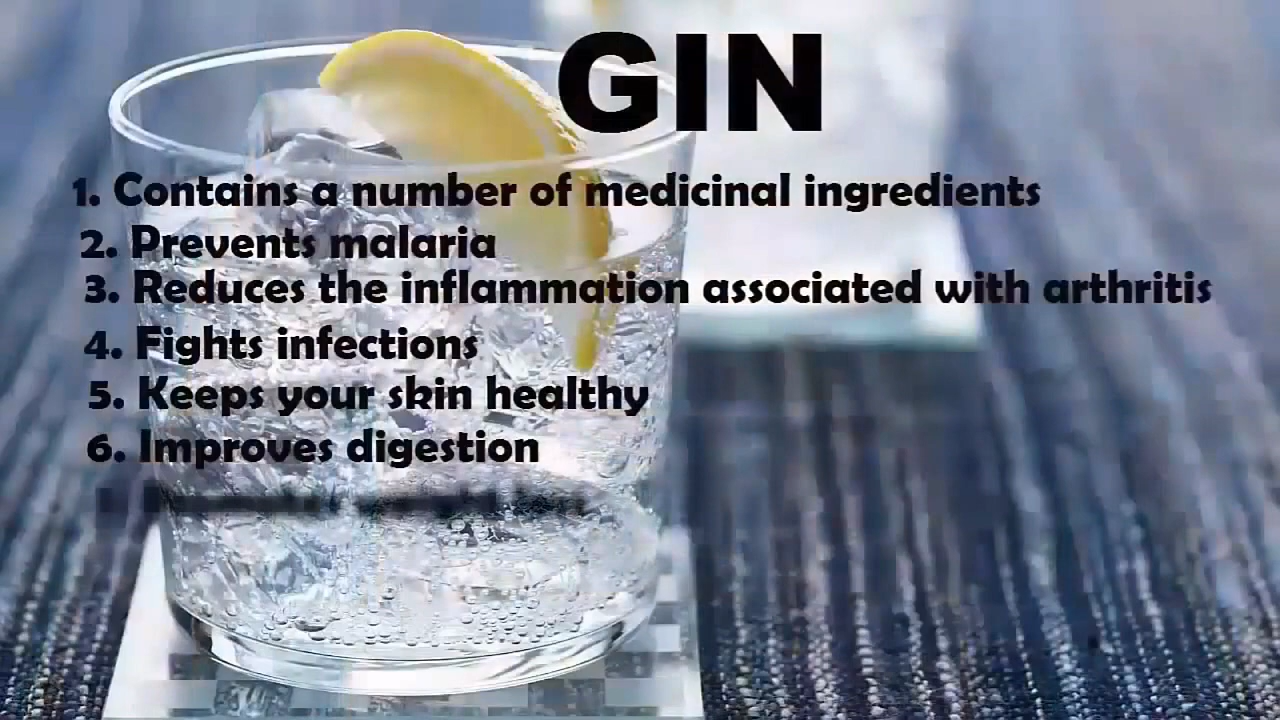 GIN
1. Contains a number of medicinal ingredients
2. Prevents malaria
3. Reduces the inflammation associated with arthritis
4. Fights infections
5. Keeps your skin healthy
6. Improves digestion